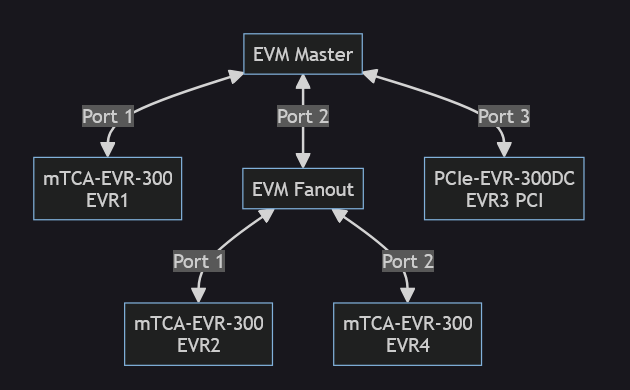 EVM Master
Port 1
Port 2
Port 3
mTCA-EVR-300
EVR1
EVM Fanout
PCIe-EVR-300DC
EVR3 PCI
Port 1
Port 2
mTCA-EVR-300
EVR2
mTCA-EVR-300
EVR4